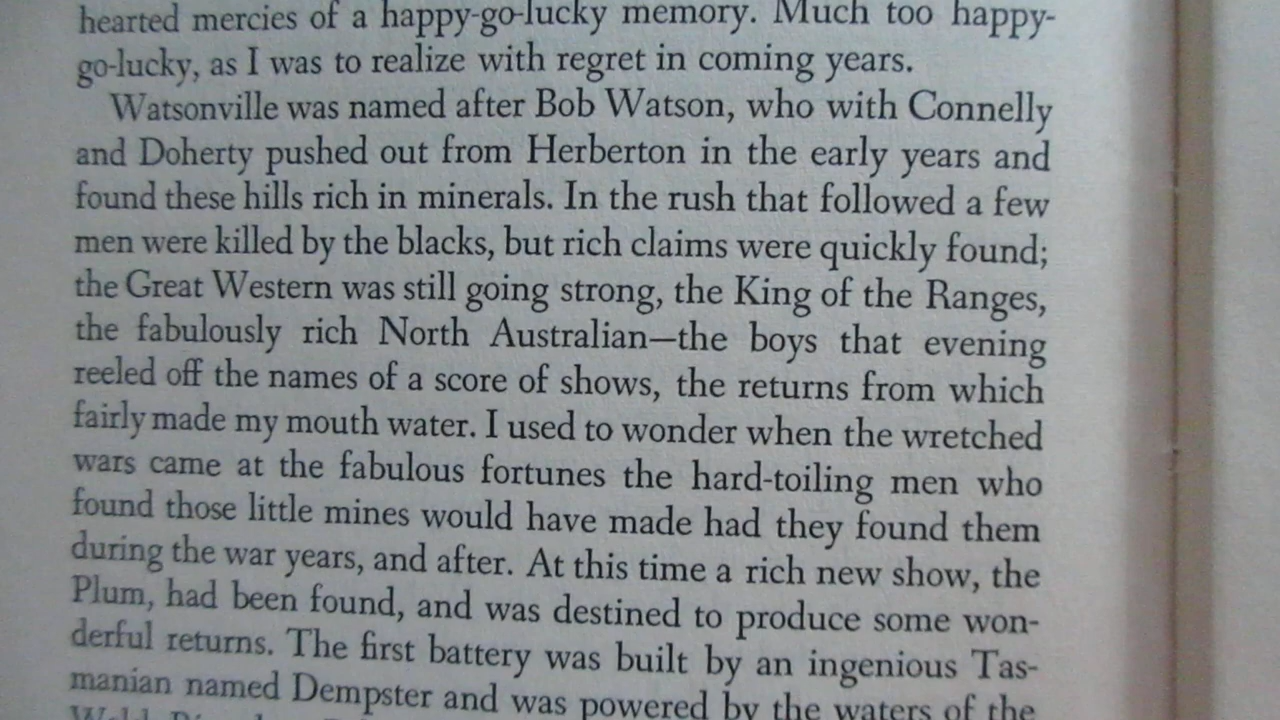 hearted mercies of a happy-go-lucky memory. Much too happy-
go-lucky, as I was to realize with regret in coming years.
Watsonville was named after Bob Watson, who with Connelly
and Doherty pushed out from Herberton in the early years and
found these hills rich in minerals. In the rush that followed a few
men were killed by the blacks, but rich claims were quickly found;
the Great Western was still going strong, the King of the Ranges,
the fabulously rich North Australian—the boys that evening
reeled off the names of a score of shows, the returns from which
fairly made my mouth water. I used to wonder when the wretched
wars came at the fabulous fortunes the hard-toiling men who
found those little mines would have made had they found them
during the war years, and after. At this time a rich new show, the
Plum, had been found, and was destined to produce some won-
derful returns. The first battery was built by an ingenious Tas-
manian named Dempster and was powered by the waters of the